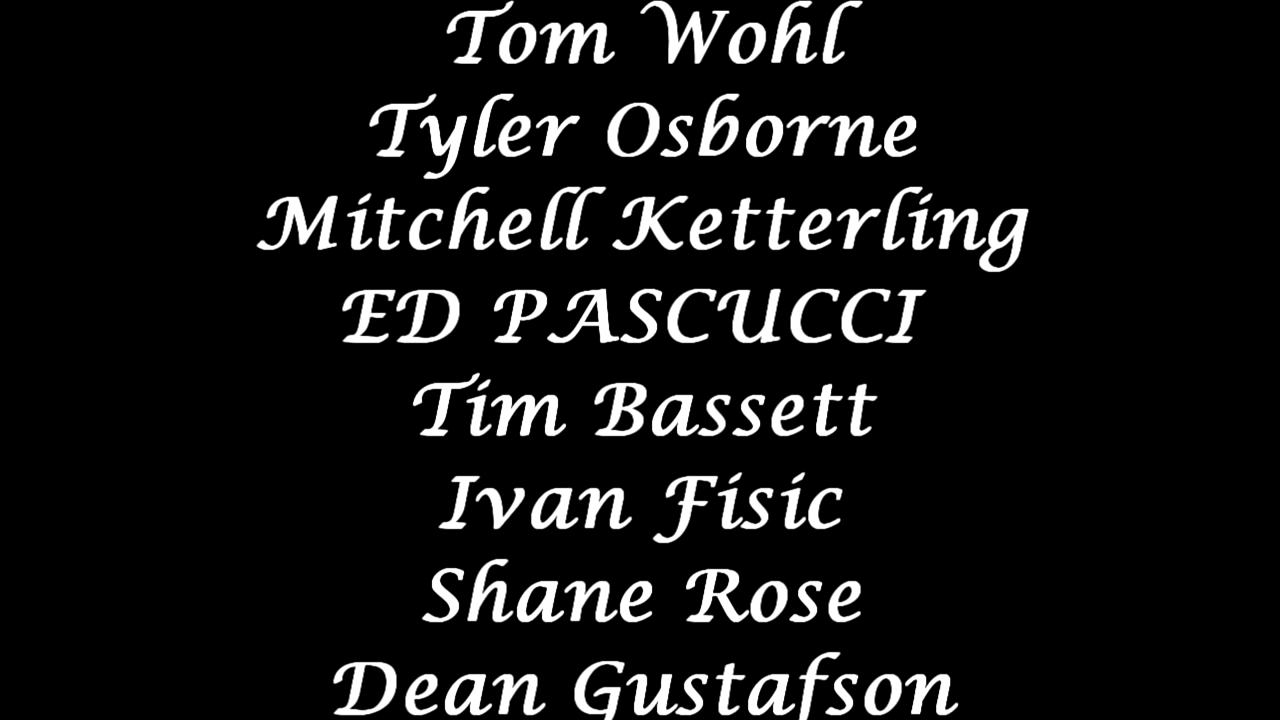 Tom Wohl
Tyler Osborne
Mitchell Ketterling
ED PASCUCCI
Tim Bassett
Ivan Fisic
Shane Rose
Dean Gustafson